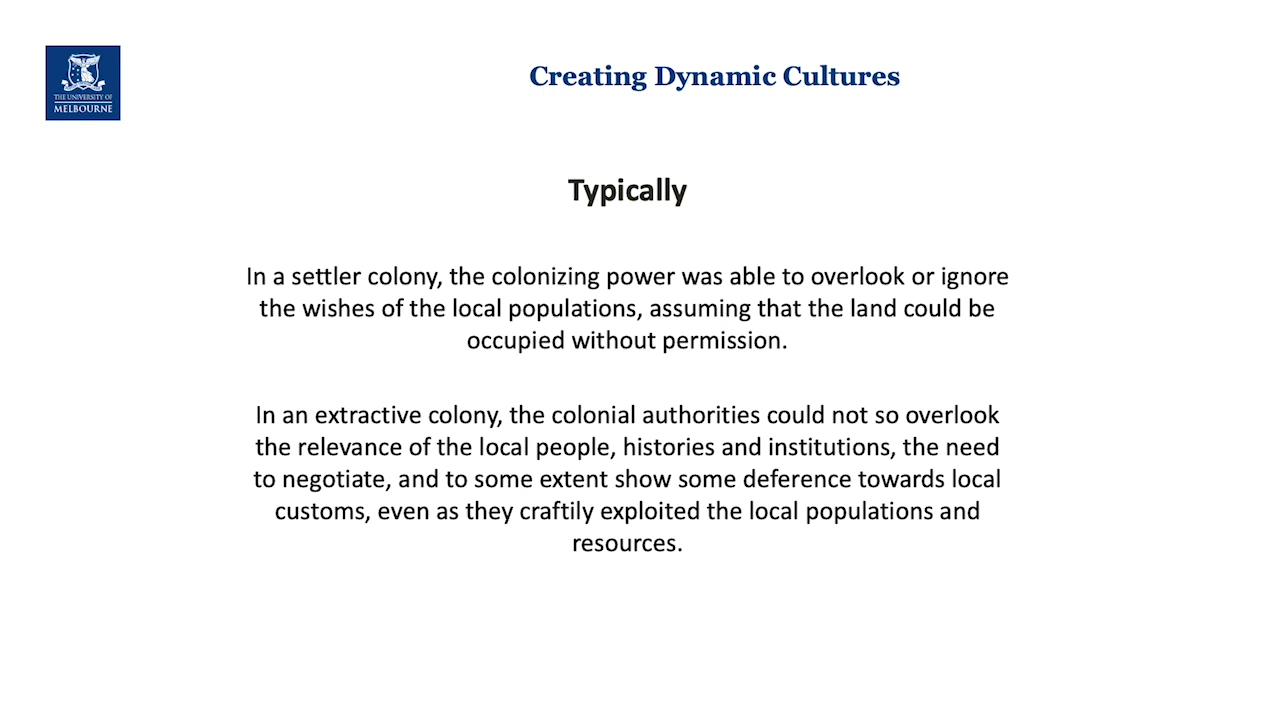 THE UNIVERSITY OF
MELBOURNE
Creating Dynamic Cultures
Typically
In a settler colony, the colonizing power was able to overlook or ignore
the wishes of the local populations, assuming that the land could be
occupied without permission.
In an extractive colony, the colonial authorities could not so overlook
the relevance of the local people, histories and institutions, the need
to negotiate, and to some extent show some deference towards local
customs, even as they craftily exploited the local populations and
resources.